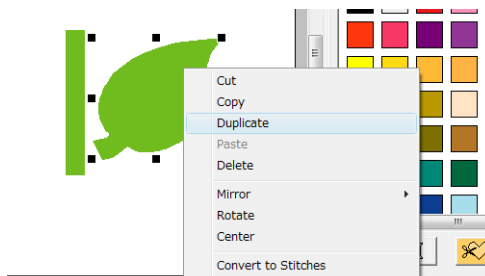 Cut
Copy
Duplicate
Paste
Delete
Mirror
Rotate
Center
Convert to Stitches